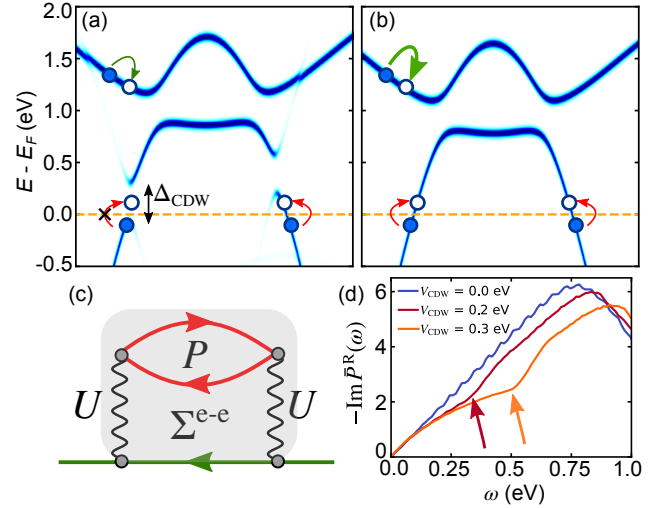 (a)
(b)
E - E_F (eV)
2.0
1.5
1.0
0.5
0.0
-0.5
Δ_CDW
(c)
P
U
U
Σ^e-e
(d)
−Im P̄^R(ω)
6
4
2
0
V_CDW = 0.0 eV
V_CDW = 0.2 eV
V_CDW = 0.3 eV
0.0 0.25 0.5 0.75 1.0
ω (eV)